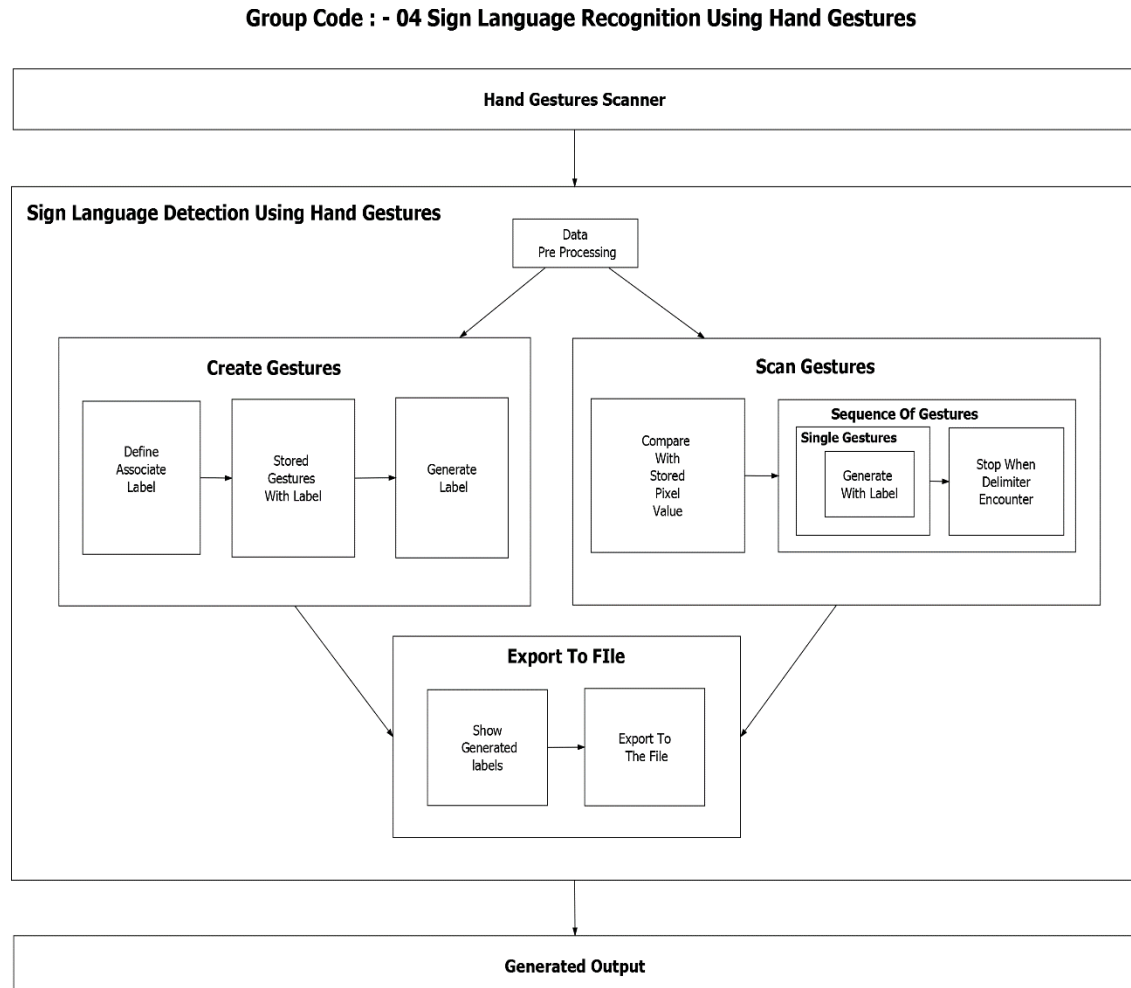 Group Code : - 04 Sign Language Recognition Using Hand Gestures
Hand Gestures Scanner
Sign Language Detection Using Hand Gestures
Data
Pre Processing
Create Gestures
Define
Associate
Label
Stored
Gestures
With Label
Generate
Label
Scan Gestures
Compare
With
Stored
Pixel
Value
Sequence Of Gestures
Single Gestures
Generate
With Label
Stop When
Delimiter
Encounter
Export To FIle
Show
Generated
labels
Export To
The File
Generated Output